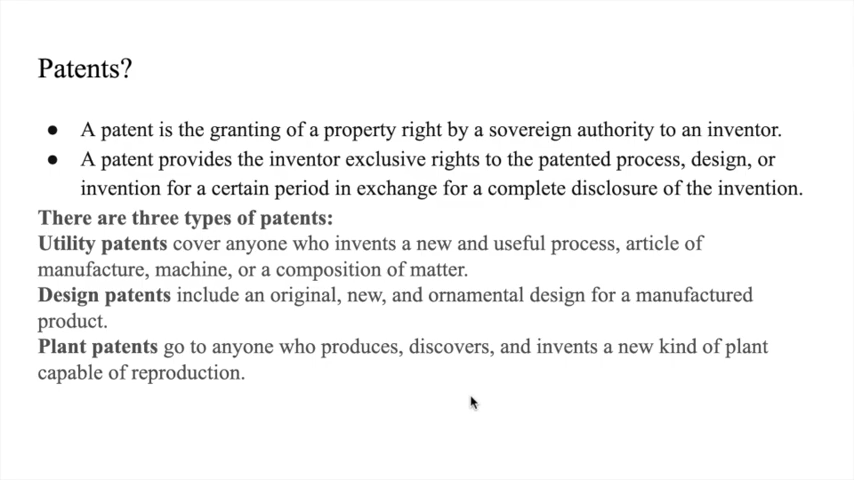 Patents?
● A patent is the granting of a property right by a sovereign authority to an inventor.
● A patent provides the inventor exclusive rights to the patented process, design, or
invention for a certain period in exchange for a complete disclosure of the invention.
There are three types of patents:
Utility patents cover anyone who invents a new and useful process, article of
manufacture, machine, or a composition of matter.
Design patents include an original, new, and ornamental design for a manufactured
product.
Plant patents go to anyone who produces, discovers, and invents a new kind of plant
capable of reproduction.